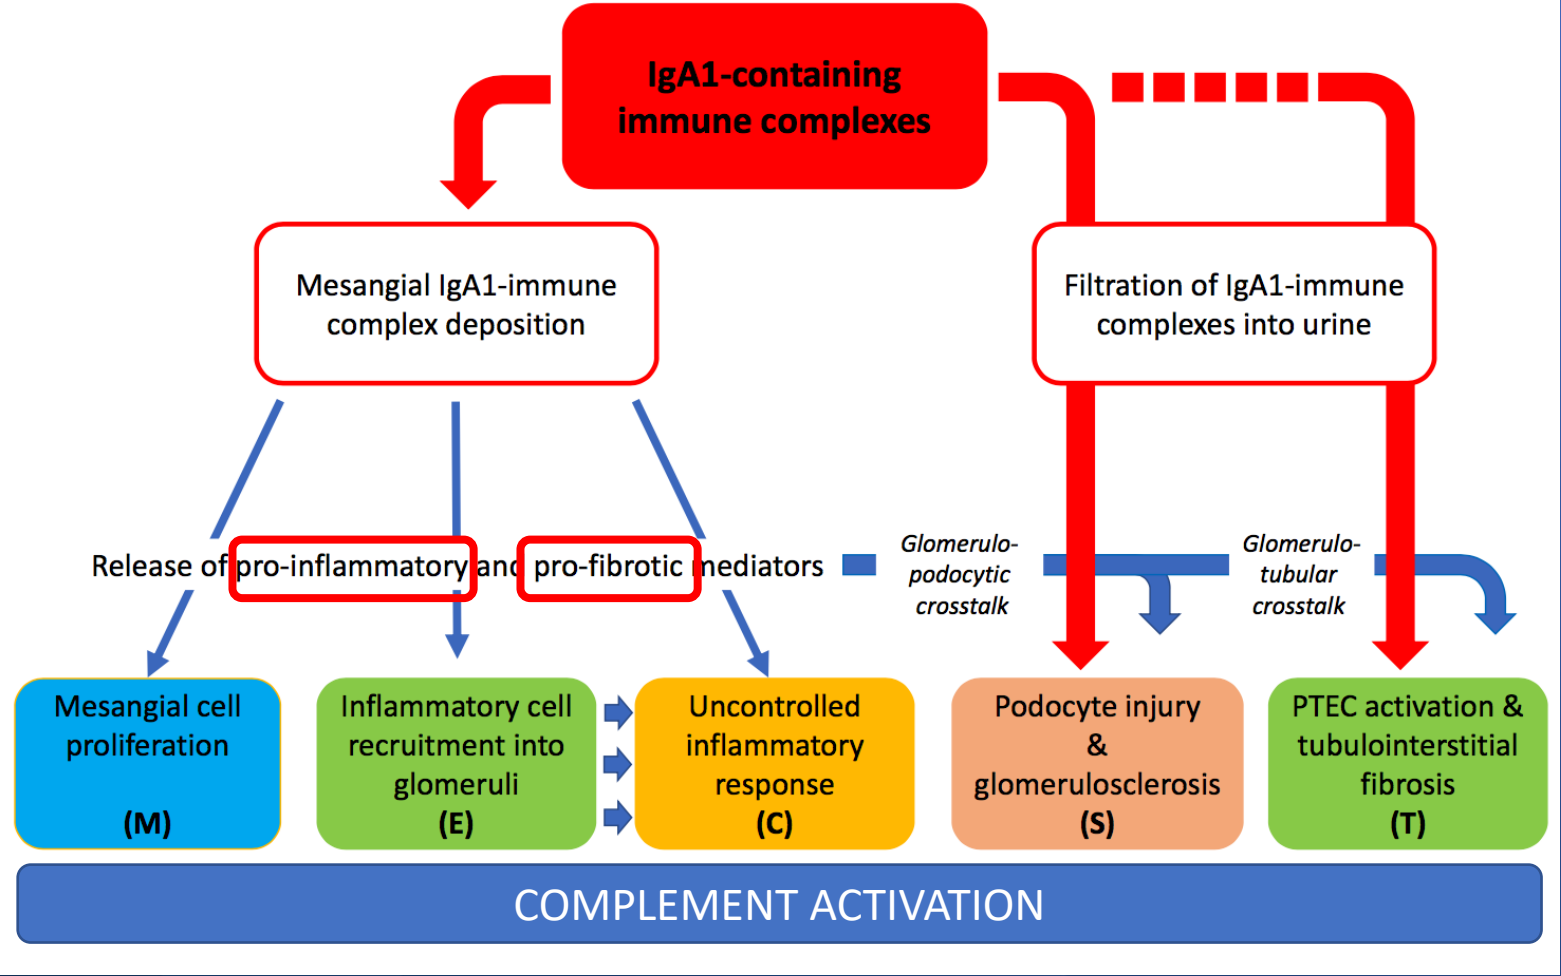 IgA1-containing
immune complexes
Mesangial IgA1-immune
complex deposition
Filtration of IgA1-immune
complexes into urine
Release of pro-inflammatory and pro-fibrotic mediators
Glomerulo-
podocytic
crosstalk
Glomerulo-
tubular
crosstalk
Mesangial cell
proliferation
(M)
Inflammatory cell
recruitment into
glomeruli
(E)
Uncontrolled
inflammatory
response
(C)
Podocyte injury
&
glomerulosclerosis
(S)
PTEC activation &
tubulointerstitial
fibrosis
(T)
COMPLEMENT ACTIVATION